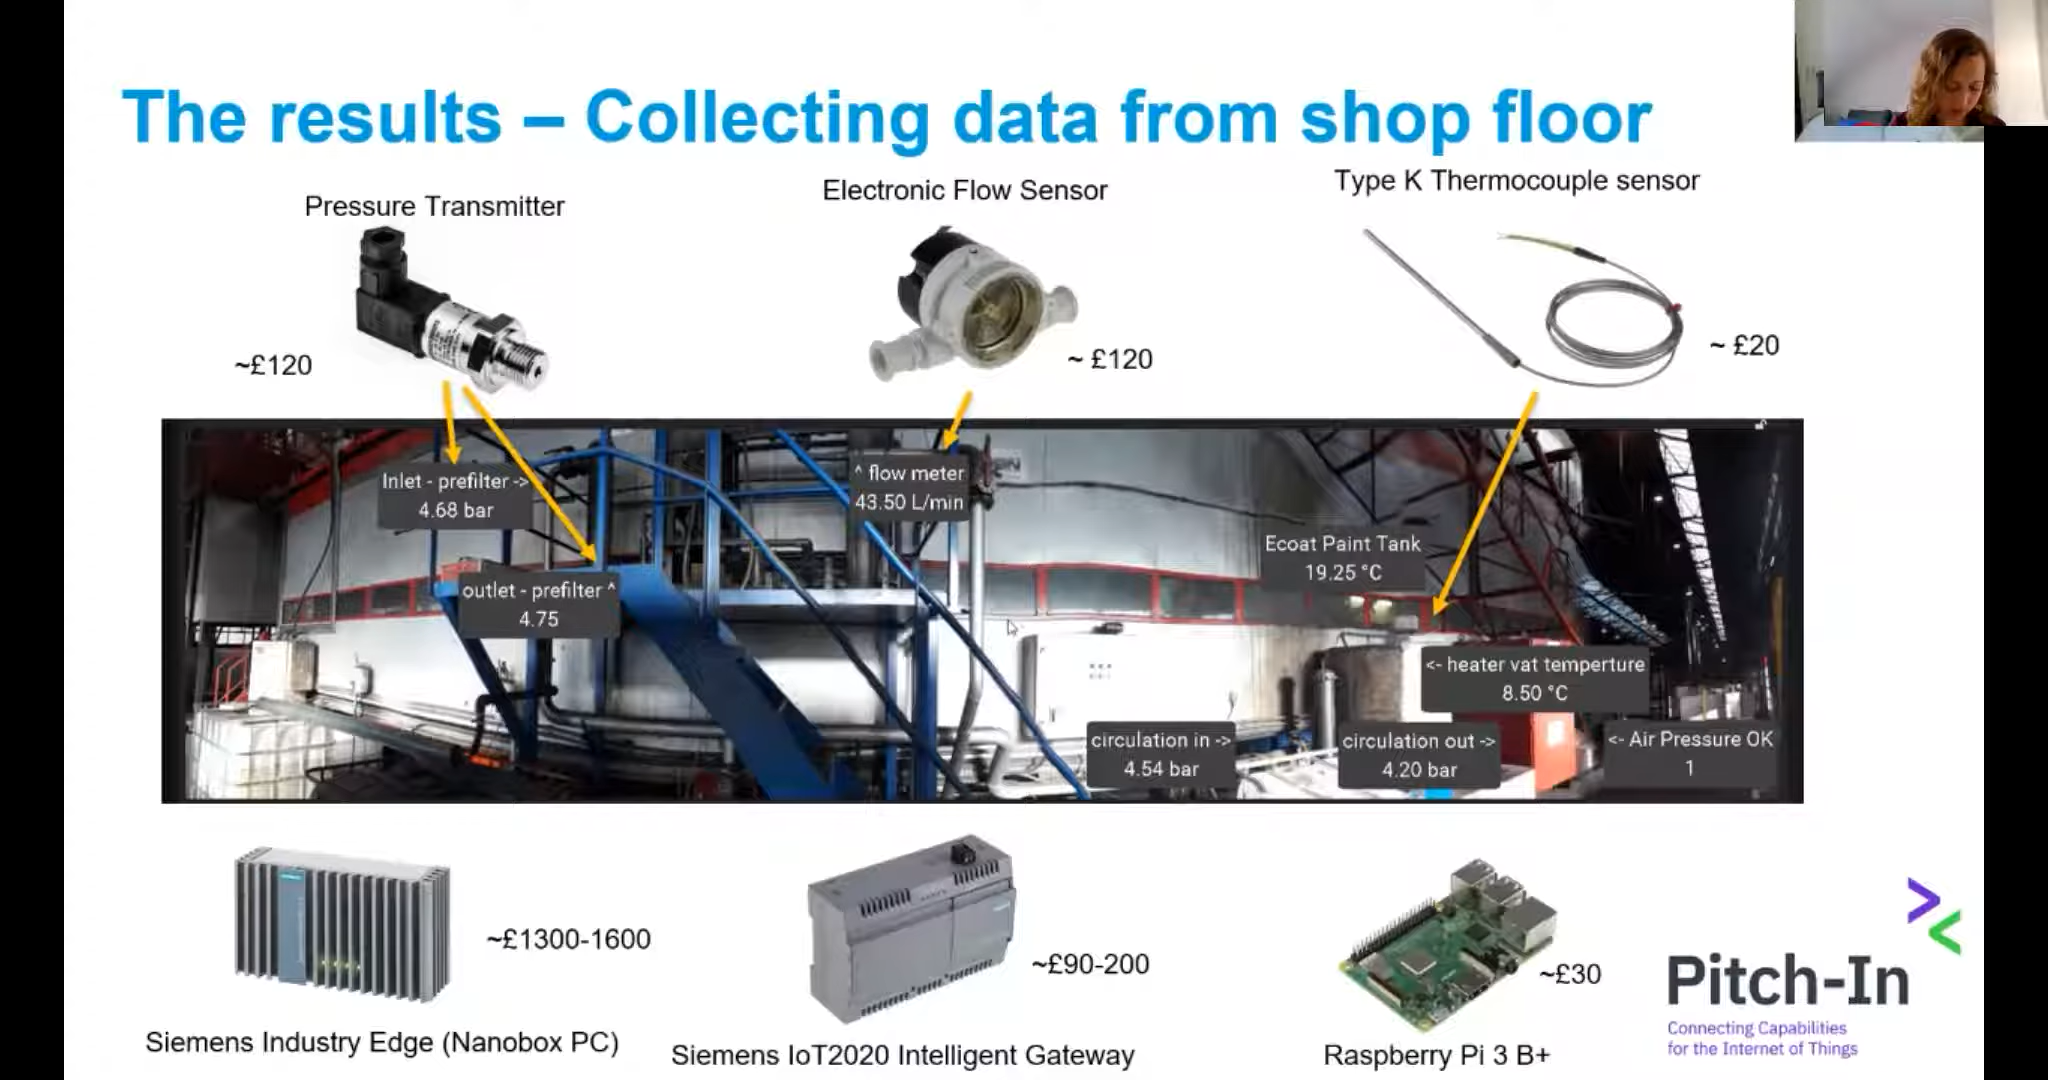 The results – Collecting data from shop floor
Pressure Transmitter
Electronic Flow Sensor
Type K Thermocouple sensor
~£120
~ £120
~ £20
Inlet - prefilter ->
4.68 bar
outlet - prefilter ^
4.75
^ flow meter
43.50 L/min
Ecoat Paint Tank
19.25 °C
<- heater vat temperture
8.50 °C
circulation in ->
4.54 bar
circulation out ->
4.20 bar
<- Air Pressure OK
1
~£1300-1600
Siemens Industry Edge (Nanobox PC)
~£90-200
Siemens IoT2020 Intelligent Gateway
~£30
Raspberry Pi 3 B+
Pitch-In
Connecting Capabilities
for the Internet of Things